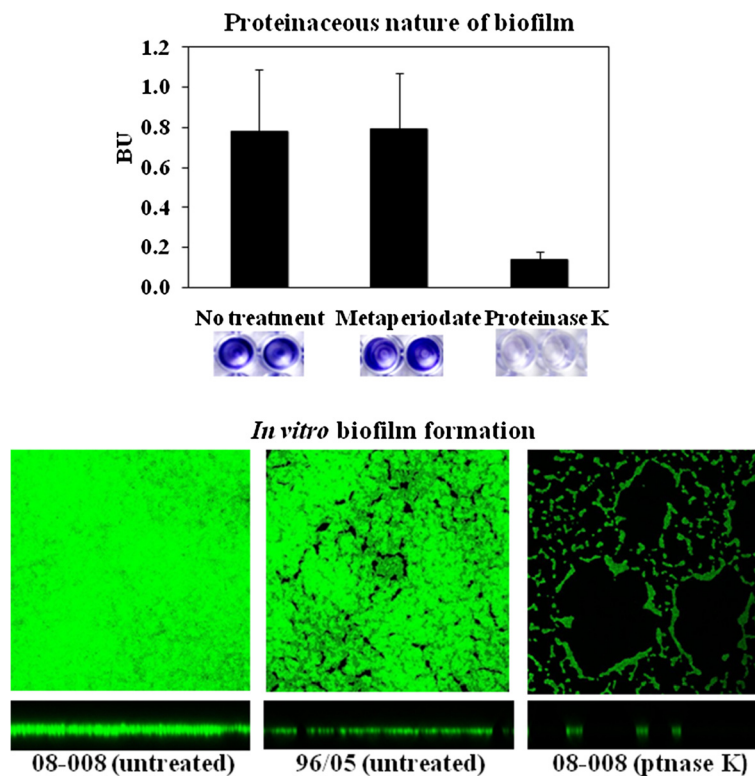 Proteinaceous nature of biofilm
1.2
1.0
0.8
0.6
0.4
0.2
0.0
BU
No treatment Metaperiodate Proteinase K
In vitro biofilm formation
08-008 (untreated) 96/05 (untreated) 08-008 (ptnase K)